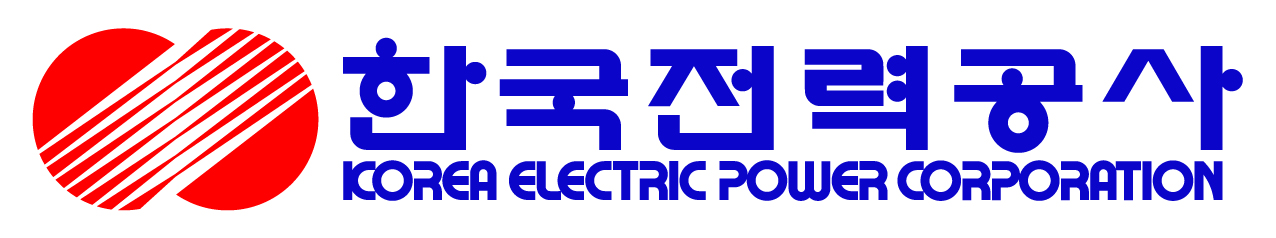 한국전력공사
KOREA ELECTRIC POWER CORPORATION